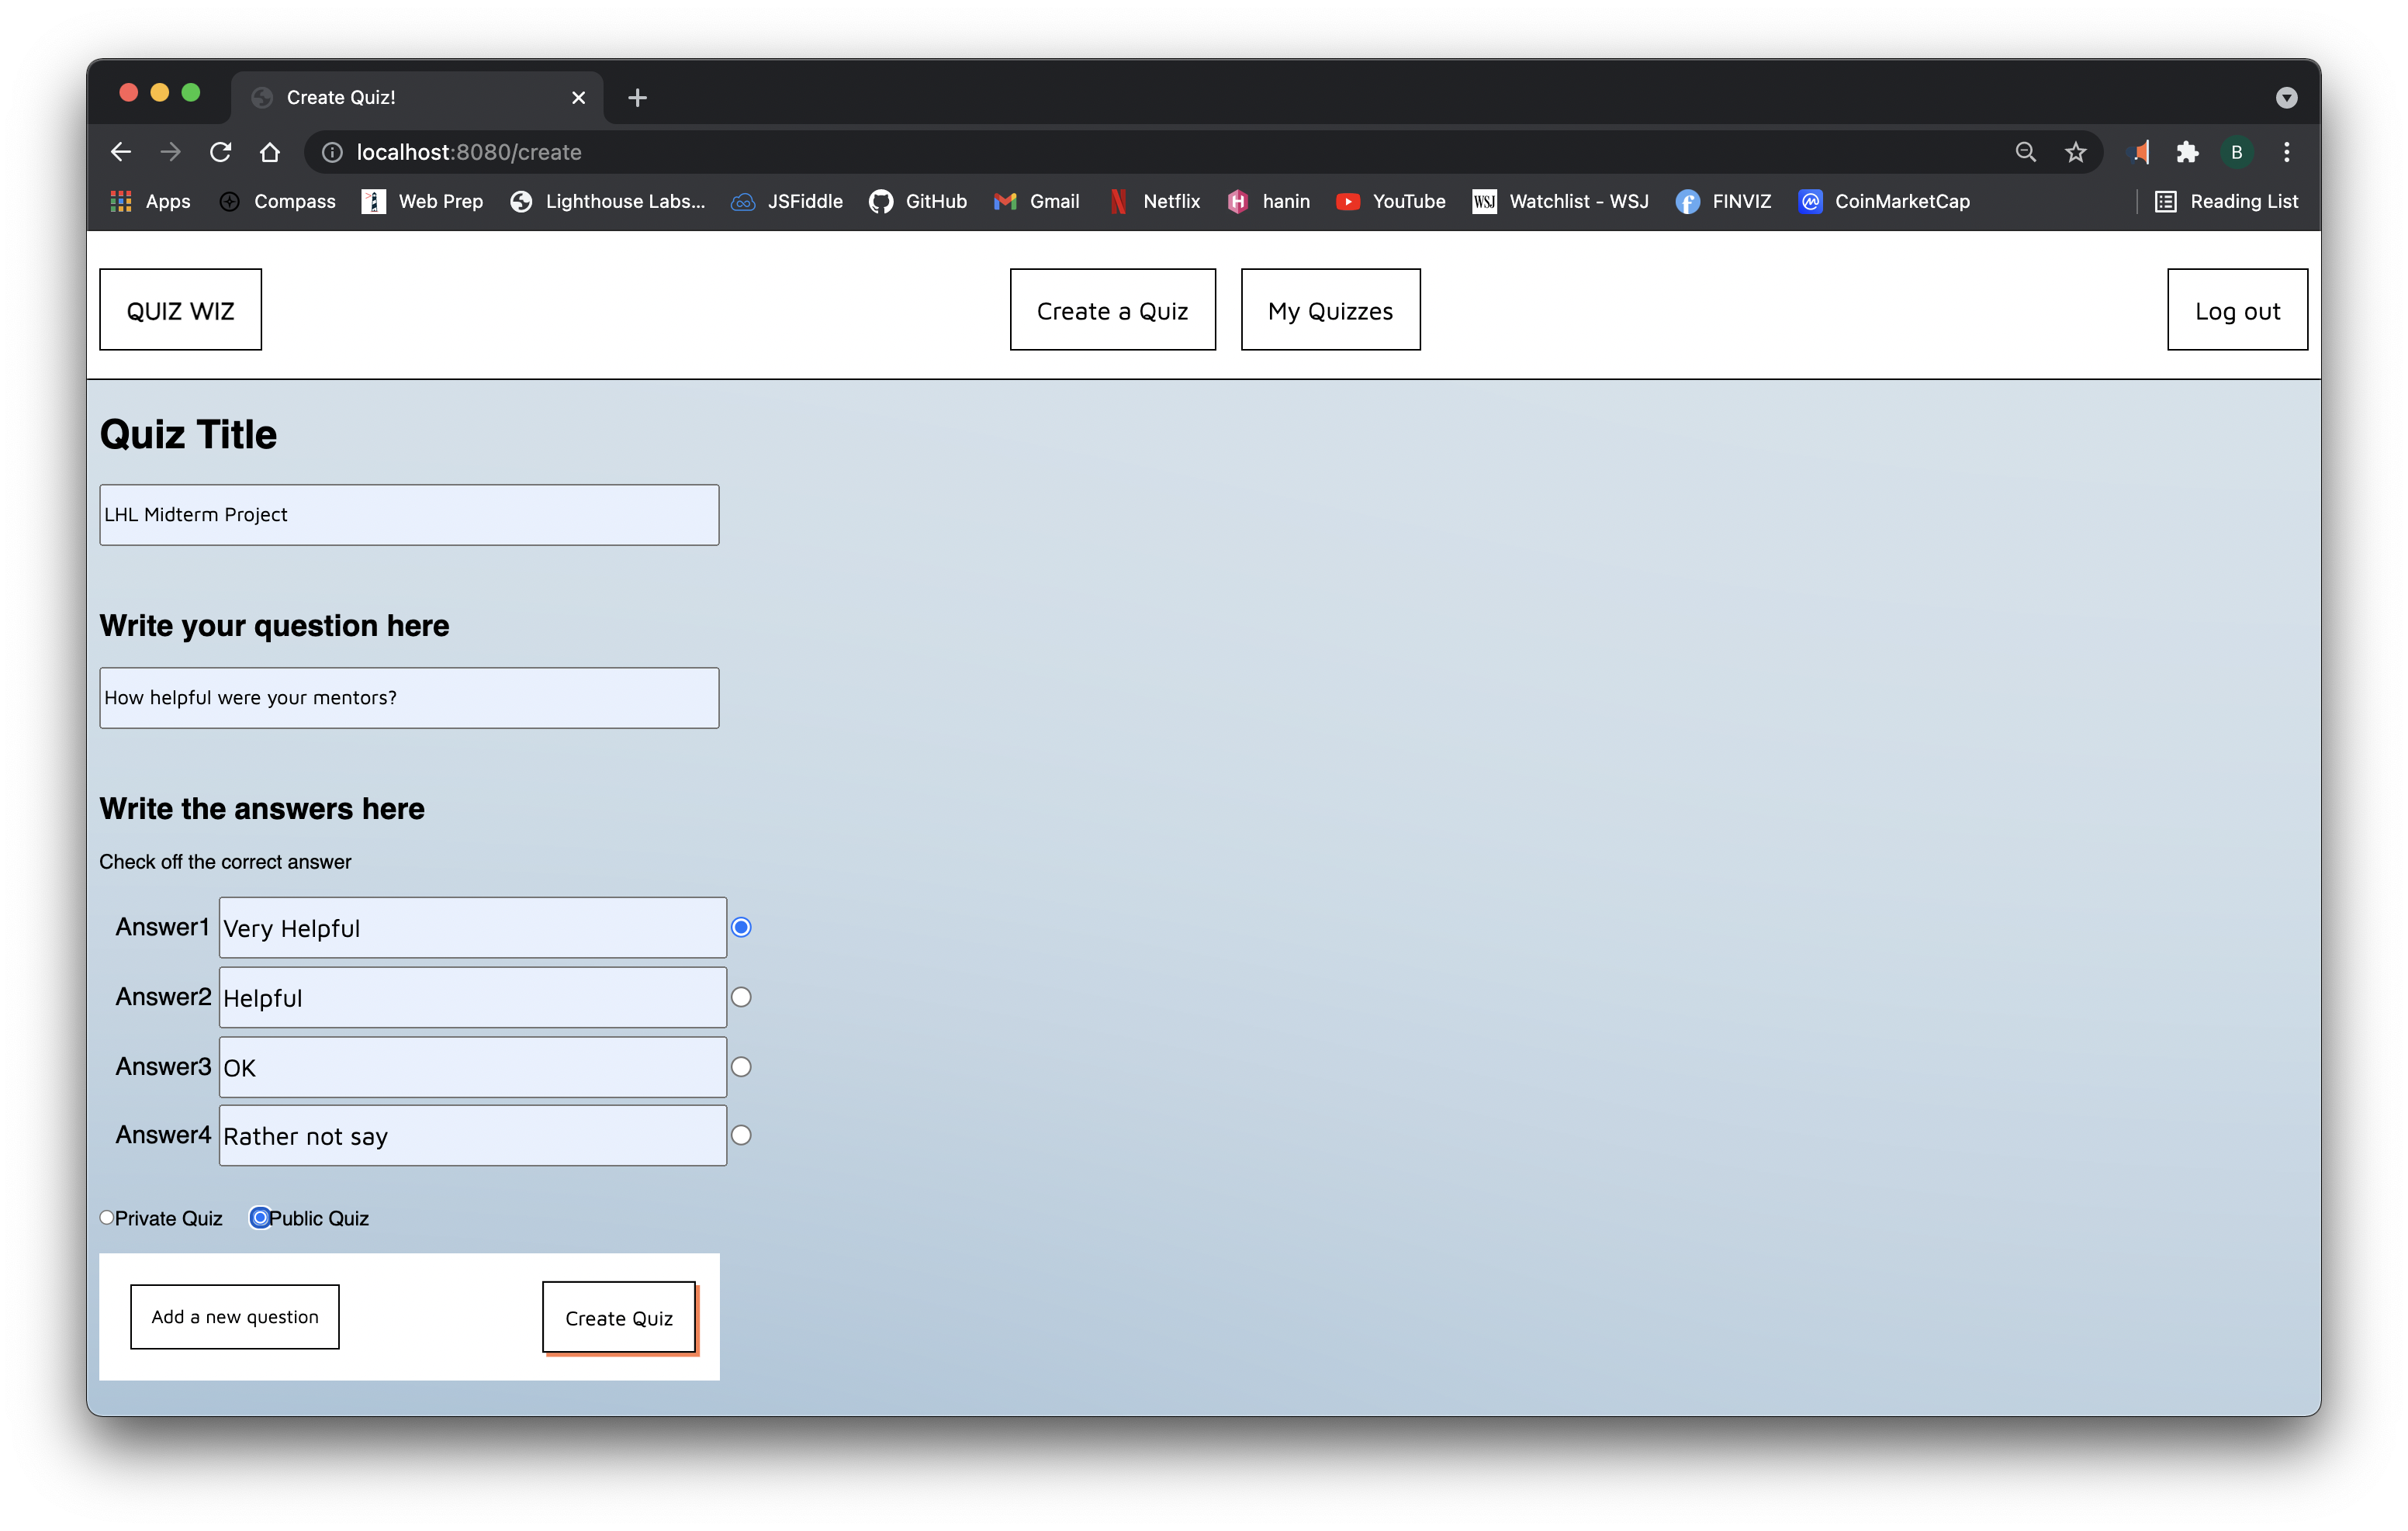 Create Quiz!
localhost:8080/create
B
Apps Compass Web Prep Lighthouse Labs... JSFiddle GitHub Gmail Netflix hanin YouTube WSJ Watchlist - WSJ FINVIZ CoinMarketCap Reading List
QUIZ WIZ Create a Quiz My Quizzes Log out
Quiz Title
LHL Midterm Project
Write your question here
How helpful were your mentors?
Write the answers here
Check off the correct answer
Answer1 Very Helpful
Answer2 Helpful
Answer3 OK
Answer4 Rather not say
Private Quiz Public Quiz
Add a new question Create Quiz